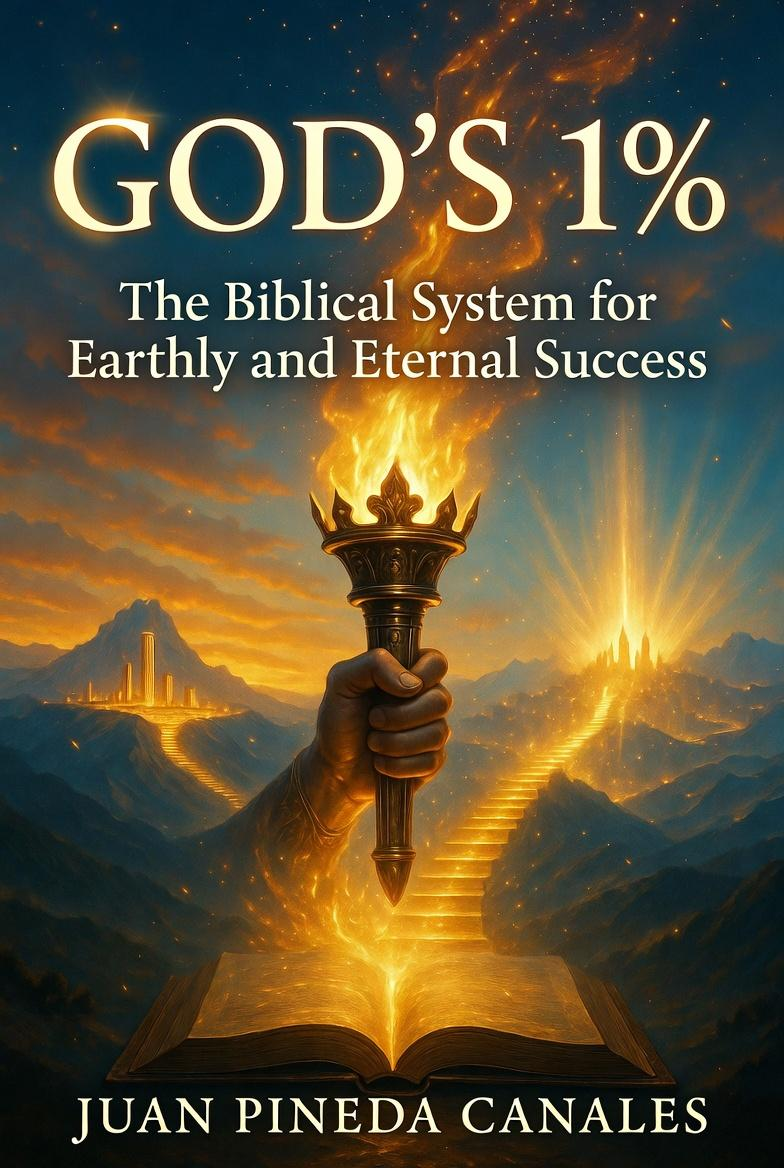 GOD’S 1%
The Biblical System for
Earthly and Eternal Success
JUAN PINEDA CANALES